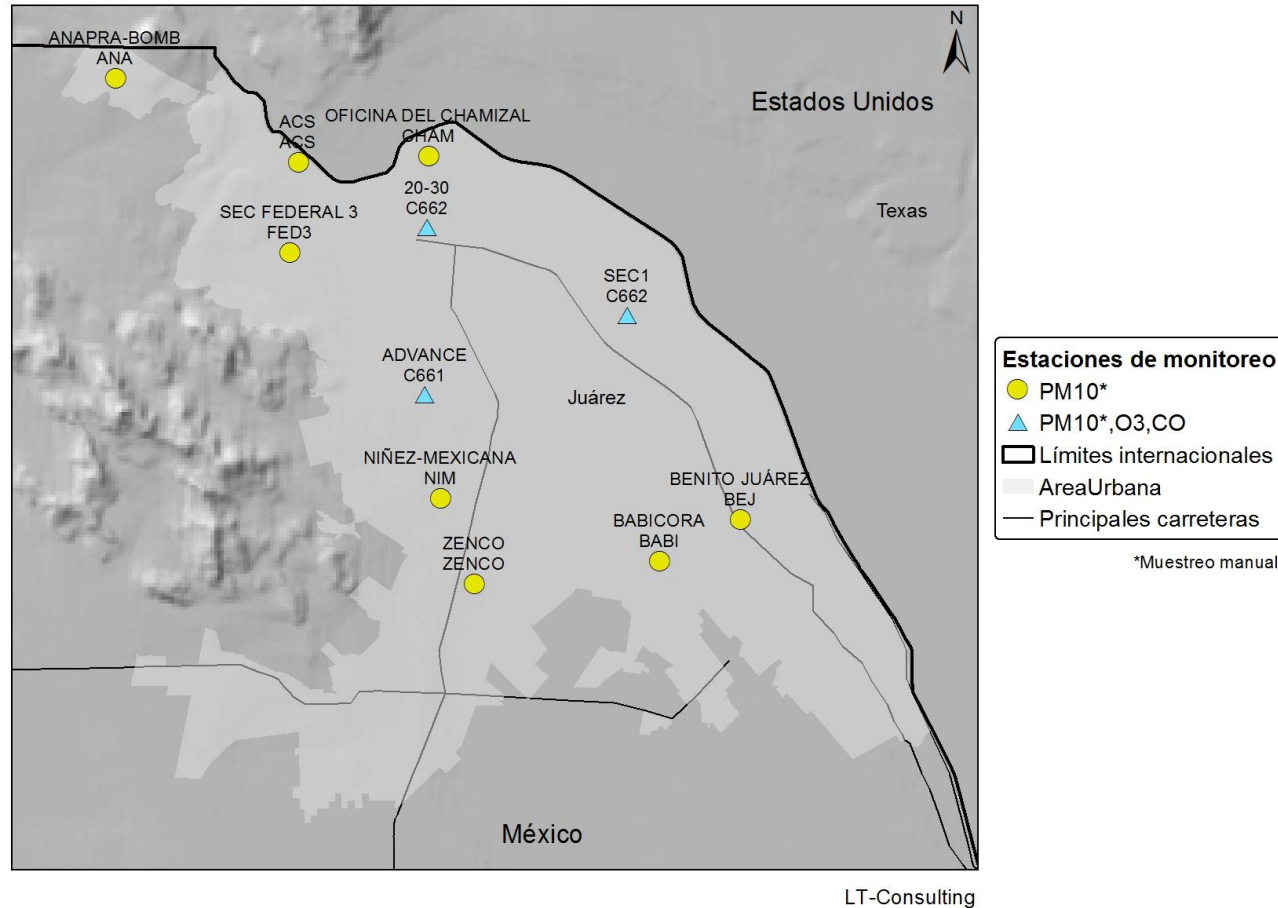 N
ANAPRA-BOMB
ANA
Estados Unidos
ACS
ACS
OFICINA DEL CHAMIZAL
CHAM
20-30
C662
SEC FEDERAL 3
FED3
Texas
SEC1
C662
ADVANCE
C661
Juárez
NIÑEZ-MEXICANA
NIM
BENITO JUÁREZ
BEJ
BABICORA
BABI
ZENCO
ZENCO
México
Estaciones de monitoreo
PM10*
PM10*,O3,CO
Límites internacionales
AreaUrbana
Principales carreteras
*Muestreo manual
LT-Consulting